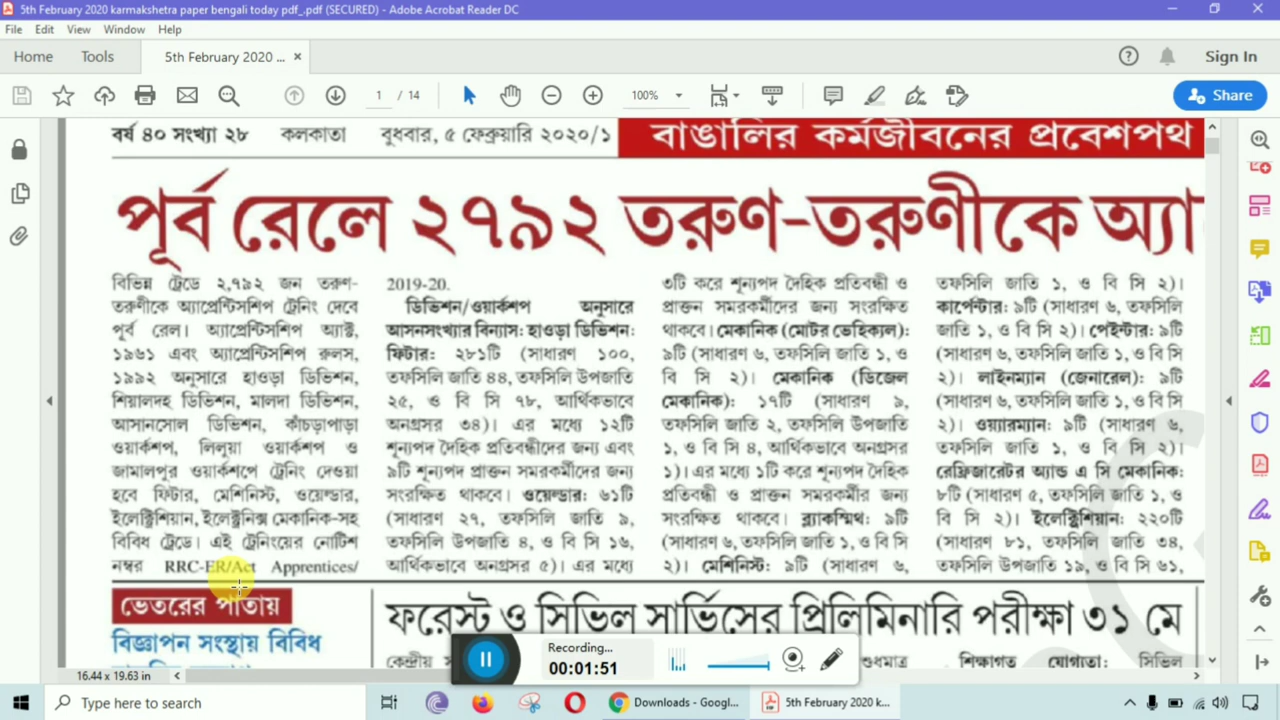 5th February 2020 karmakshetra paper bengali today pdf_.pdf (SECURED) - Adobe Acrobat Reader DC
File Edit View Window Help
Home Tools 5th February 2020 ... × Sign In
1 / 14 100% Share
বর্ষ ৪০ সংখ্যা ২৮ কলকাতা বুধবার, ৫ ফেব্রুয়ারি ২০২০/১ বাঙালির কর্মজীবনের প্রবেশপথ
পূর্ব রেলে ২৭৯২ তরুণ-তরুণীকে অ্যা
বিভিন্ন ট্রেডে ২,৭৯২ জন তরুণ-
তরুণীকে অ্যাপ্রেন্টিসশিপ ট্রেনিং দেবে
পূর্ব রেল। অ্যাপ্রেন্টিসশিপ অ্যাক্ট,
১৯৬১ এবং অ্যাপ্রেন্টিসশিপ রুলস,
১৯৯২ অনুসারে হাওড়া ডিভিশন,
শিয়ালদহ ডিভিশন, মালদা ডিভিশন,
আসানসোল ডিভিশন, কাঁচড়াপাড়া
ওয়ার্কশপ, লিলুয়া ওয়ার্কশপ ও
জামালপুর ওয়ার্কশপে ট্রেনিং দেওয়া
হবে ফিটার, মেশিনিস্ট, ওয়েল্ডার,
ইলেক্ট্রিশিয়ান, ইলেক্ট্রনিক্স মেকানিক-সহ
বিবিধ ট্রেডে। এই ট্রেনিংয়ের নোটিশ
নম্বর RRC-ER/Act Apprentices/
2019-20.
ডিভিশন/ওয়ার্কশপ অনুসারে
আসনসংখ্যার বিন্যাস: হাওড়া ডিভিশন:
ফিটার: ২৮১টি (সাধারণ ১০০,
তফসিলি জাতি ৪৪, তফসিলি উপজাতি
২৫, ও বি সি ৭৮, আর্থিকভাবে
অনগ্রসর ৩৪)। এর মধ্যে ১২টি
শূন্যপদ দৈহিক প্রতিবন্ধীদের জন্য এবং
৯টি শূন্যপদ প্রাক্তন সমরকর্মীদের জন্য
সংরক্ষিত থাকবে। ওয়েল্ডার: ৬১টি
(সাধারণ ২৭, তফসিলি জাতি ৯,
তফসিলি উপজাতি ৪, ও বি সি ১৬,
আর্থিকভাবে অনগ্রসর ৫)। এর মধ্যে
৩টি করে শূন্যপদ দৈহিক প্রতিবন্ধী ও
প্রাক্তন সমরকর্মীদের জন্য সংরক্ষিত
থাকবে। মেকানিক (মোটর ভেহিকাল):
৯টি (সাধারণ ৬, তফসিলি জাতি ১, ও
বি সি ২)। মেকানিক (ডিজেল
মেকানিক): ১৭টি (সাধারণ ৯,
তফসিলি জাতি ২, তফসিলি উপজাতি
১, ও বি সি ৪, আর্থিকভাবে অনগ্রসর
১)। এর মধ্যে ১টি করে শূন্যপদ দৈহিক
প্রতিবন্ধী ও প্রাক্তন সমরকর্মীর জন্য
সংরক্ষিত থাকবে। ব্ল্যাকস্মিথ: ৯টি
(সাধারণ ৬, তফসিলি জাতি ১, ও বি সি
২)। মেশিনিস্ট: ৯টি (সাধারণ ৬,
তফসিলি জাতি ১, ও বি সি ২)।
কার্পেন্টার: ৯টি (সাধারণ ৬, তফসিলি
জাতি ১, ও বি সি ২)। পেইন্টার: ৯টি
(সাধারণ ৬, তফসিলি জাতি ১, ও বি সি
২)। লাইনম্যান (জেনারেল): ৯টি
(সাধারণ ৬, তফসিলি জাতি ১, ও বি সি
২)। ওয়্যারম্যান: ৯টি (সাধারণ ৬,
তফসিলি জাতি ১, ও বি সি ২)।
রেফ্রিজারেটর অ্যান্ড এ সি মেকানিক:
৮টি (সাধারণ ৫, তফসিলি জাতি ১, ও
বি সি ২)। ইলেক্ট্রিশিয়ান: ২২০টি
(সাধারণ ৮১, তফসিলি জাতি ৩৪,
তফসিলি উপজাতি ১৯, ও বি সি ৬১,
ভেতরের পাতায়
বিজ্ঞাপন সংস্থায় বিবিধ
ফরেস্ট ও সিভিল সার্ভিসের প্রিলিমিনারি পরীক্ষা ৩১ মে
কেন্দ্রীয় শুধুমাত্র শিক্ষাগত যোগ্যতা: সিভিল
Recording...
00:01:51
16.44 x 19.63 in
Type here to search Downloads - Googl... 5th February 2020 k...